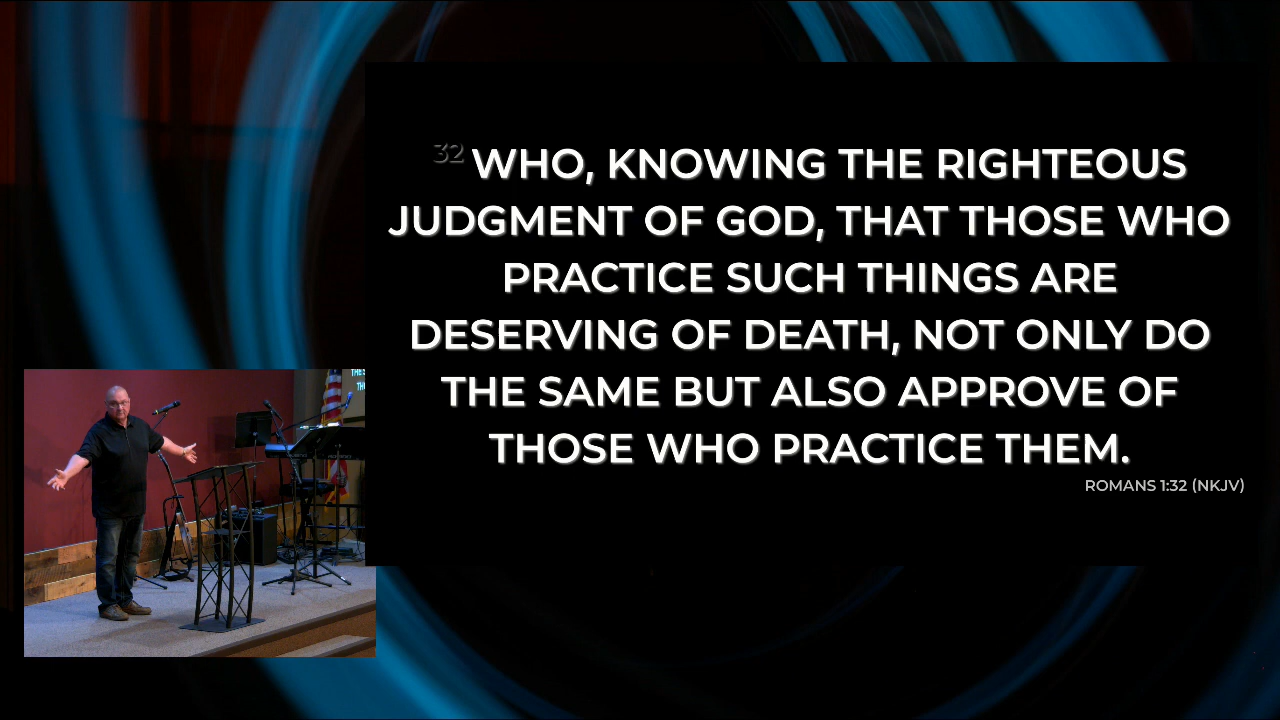 32 WHO, KNOWING THE RIGHTEOUS
JUDGMENT OF GOD, THAT THOSE WHO
PRACTICE SUCH THINGS ARE
DESERVING OF DEATH, NOT ONLY DO
THE SAME BUT ALSO APPROVE OF
THOSE WHO PRACTICE THEM.
ROMANS 1:32 (NKJV)